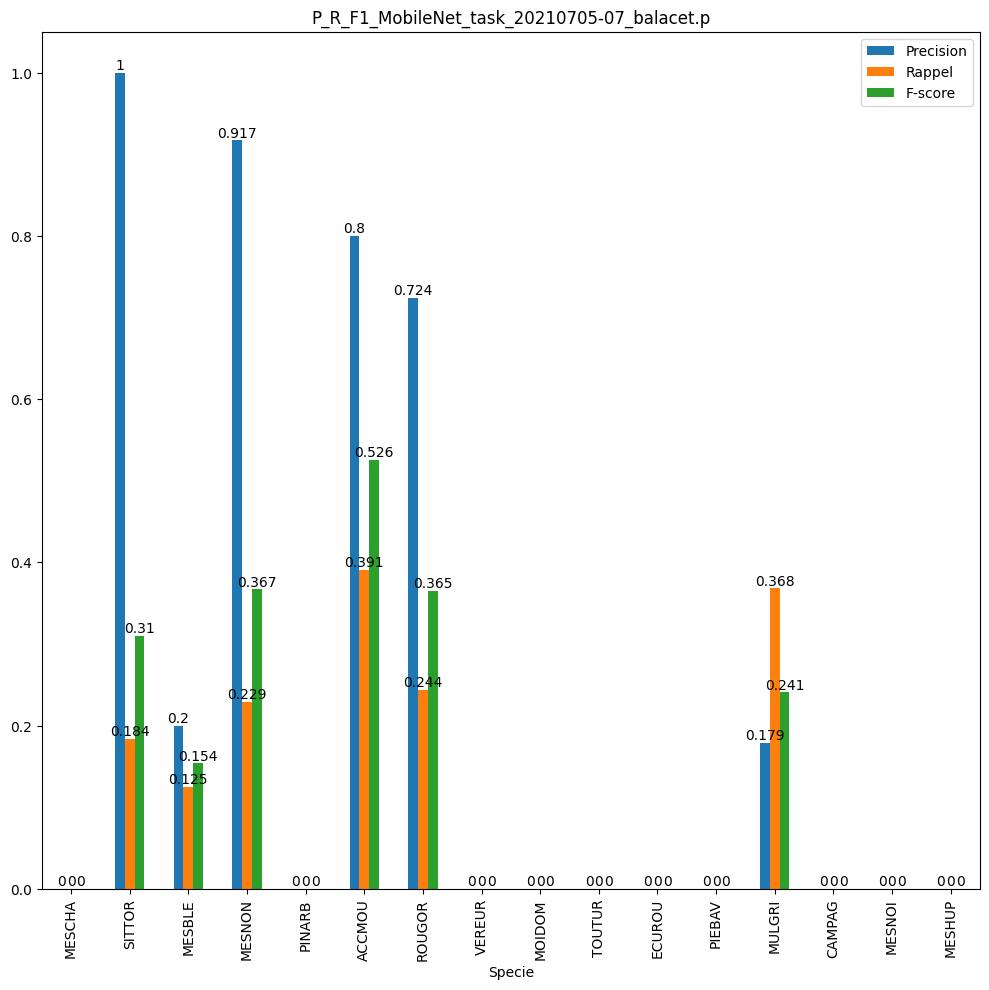 P_R_F1_MobileNet_task_20210705-07_balacet.p
Precision
Rappel
F-score
1.0
0.8
0.6
0.4
0.2
0.0
0 0 0
1
0.184
0.31
0.2
0.125
0.154
0.917
0.229
0.367
0 0 0
0.8
0.391
0.526
0.724
0.244
0.365
0 0 0
0 0 0
0 0 0
0 0 0
0 0 0
0.179
0.368
0.241
0 0 0
0 0 0
0 0 0
MESCHA
SITTOR
MESBLE
MESNON
PINARB
ACCMOU
ROUGOR
VEREUR
MOIDOM
TOUTUR
ECUROU
PIEBAV
MULGRI
CAMPAG
MESNOI
MESHUP
Specie